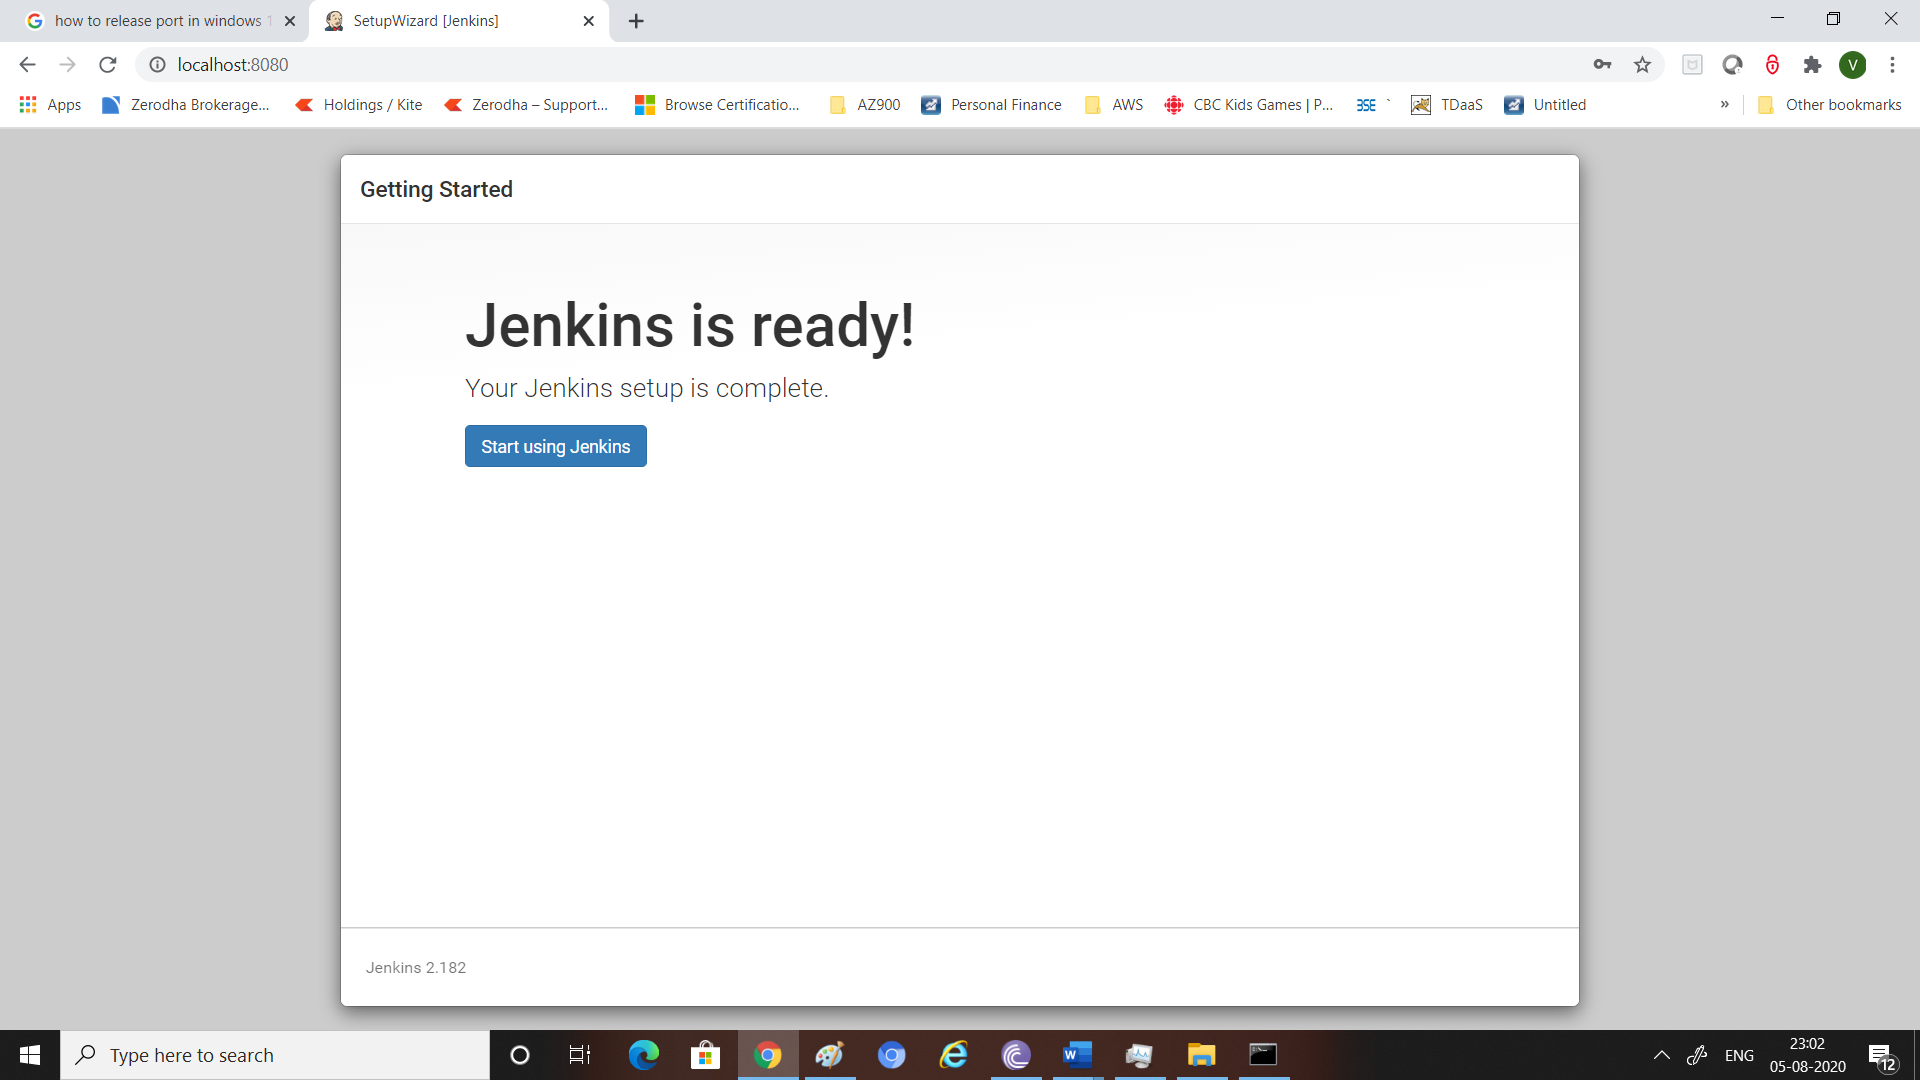 how to release port in windows 1
SetupWizard [Jenkins]
localhost:8080
V
Apps
Zerodha Brokerage...
Holdings / Kite
Zerodha – Support...
Browse Certificatio...
AZ900
Personal Finance
AWS
CBC Kids Games | P...
BSE `
TDaaS
Untitled
»
Other bookmarks
Getting Started
Jenkins is ready!
Your Jenkins setup is complete.
Start using Jenkins
Jenkins 2.182
Type here to search
ENG
23:02
05-08-2020
12